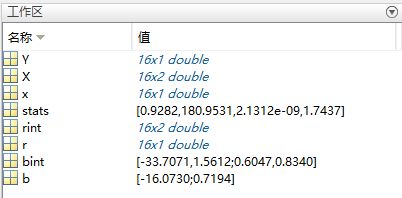 工作区
名称 值
Y 16x1 double
X 16x2 double
x 16x1 double
stats [0.9282,180.9531,2.1312e-09,1.7437]
rint 16x2 double
r 16x1 double
bint [-33.7071,1.5612;0.6047,0.8340]
b [-16.0730;0.7194]